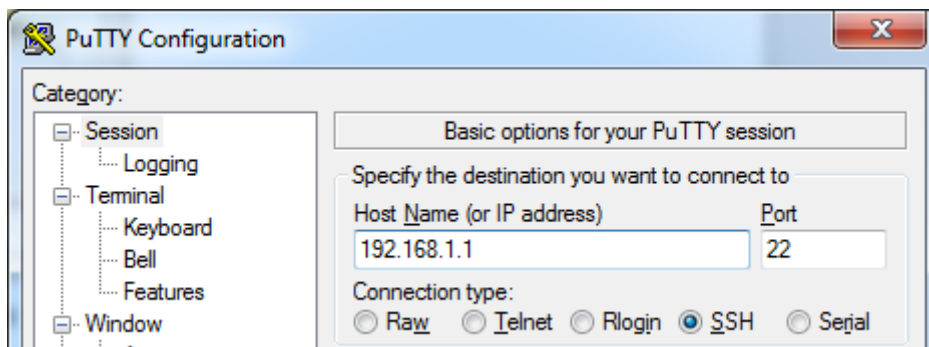 PuTTY Configuration
Category:
Session
Logging
Terminal
Keyboard
Bell
Features
Window
Basic options for your PuTTY session
Specify the destination you want to connect to
Host Name (or IP address) Port
192.168.1.1 22
Connection type:
Raw Telnet Rlogin SSH Serial